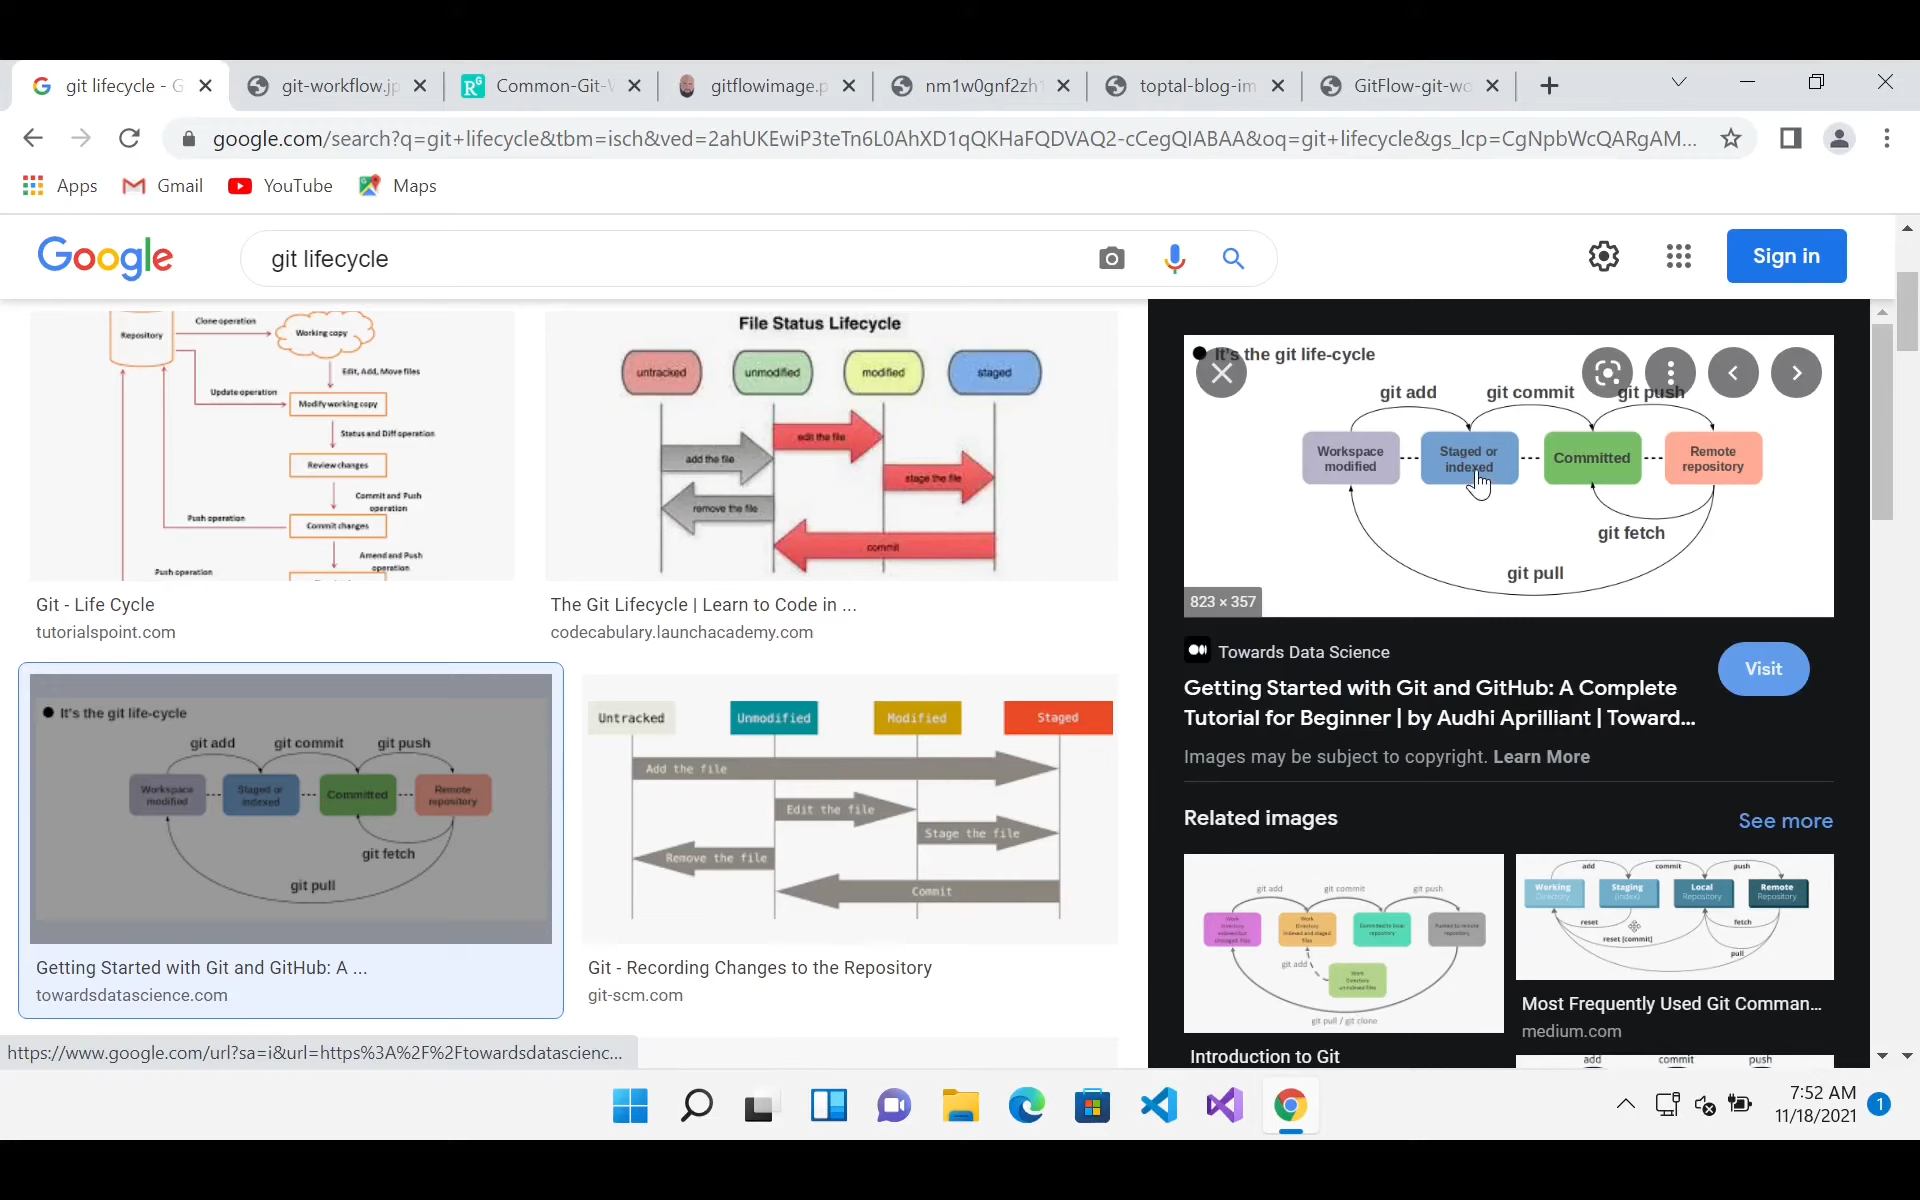 git lifecycle - G
git-workflow.jp
Common-Git-
gitflowimage.p
nm1w0gnf2zh
toptal-blog-im
GitFlow-git-wo
google.com/search?q=git+lifecycle&tbm=isch&ved=2ahUKEwiP3teTn6L0AhXD1qQKHaFQDVAQ2-cCegQIABAA&oq=git+lifecycle&gs_lcp=CgNpbWcQARgAM...
Apps
Gmail
YouTube
Maps
Google
git lifecycle
Sign in
Clone operation
Repository
Working copy
Edit, Add, Move files
Update operation
Modify working copy
Status and Diff operation
Review changes
Commit and Push
operation
Push operation
Commit changes
Amend and Push
operation
Push operation
Git - Life Cycle
tutorialspoint.com
File Status Lifecycle
untracked
unmodified
modified
staged
edit the file
add the file
stage the file
remove the file
commit
The Git Lifecycle | Learn to Code in ...
codecabulary.launchacademy.com
It's the git life-cycle
git add
git commit
git push
Workspace
modified
Staged or
indexed
Committed
Remote
repository
git fetch
git pull
Getting Started with Git and GitHub: A ...
towardsdatascience.com
Untracked
Unmodified
Modified
Staged
Add the file
Edit the file
Stage the file
Remove the file
Commit
Git - Recording Changes to the Repository
git-scm.com
It's the git life-cycle
git add
git commit
git push
Workspace
modified
Staged or
indexed
Committed
Remote
repository
git fetch
git pull
823 × 357
Towards Data Science
Visit
Getting Started with Git and GitHub: A Complete
Tutorial for Beginner | by Audhi Aprilliant | Toward...
Images may be subject to copyright. Learn More
Related images
See more
git add
git commit
git push
git add
git pull / git clone
Introduction to Git
add
commit
push
Working
Directory
Staging
(index)
Local
Repository
Remote
Repository
reset
fetch
reset [commit]
pull
Most Frequently Used Git Comman...
medium.com
add
commit
push
https://www.google.com/url?sa=i&url=https%3A%2F%2Ftowardsdatascienc...
7:52 AM
11/18/2021
1